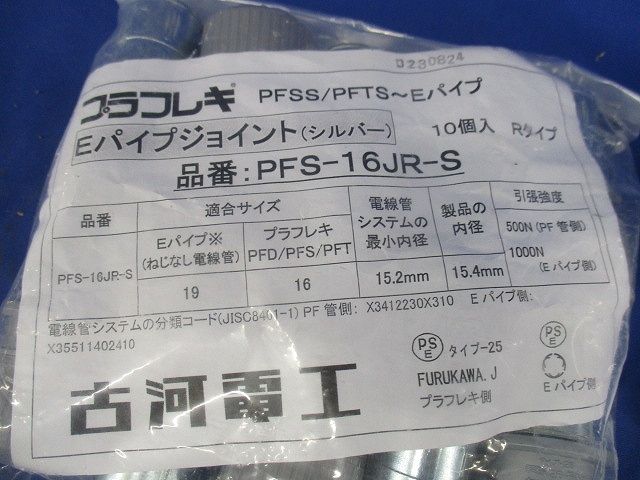 D230824
プラフレキ PFSS/PFTS～Eパイプ
Eパイプジョイント(シルバー) 10個入 Rタイプ
品番:PFS-16JR-S
品番 適合サイズ 電線管システムの最小内径 製品の内径 引張強度
Eパイプ※(ねじなし電線管) プラフレキ PFD/PFS/PFT
PFS-16JR-S 19 16 15.2mm 15.4mm 500N(PF管側) 1000N(Eパイプ側)
電線管システムの分類コード(JISC8461-1) PF管側: X3412230X310 Eパイプ側:
X35511402410
古河電工
PSE タイプ-25 PSE
FURUKAWA.J
プラフレキ側 Eパイプ側